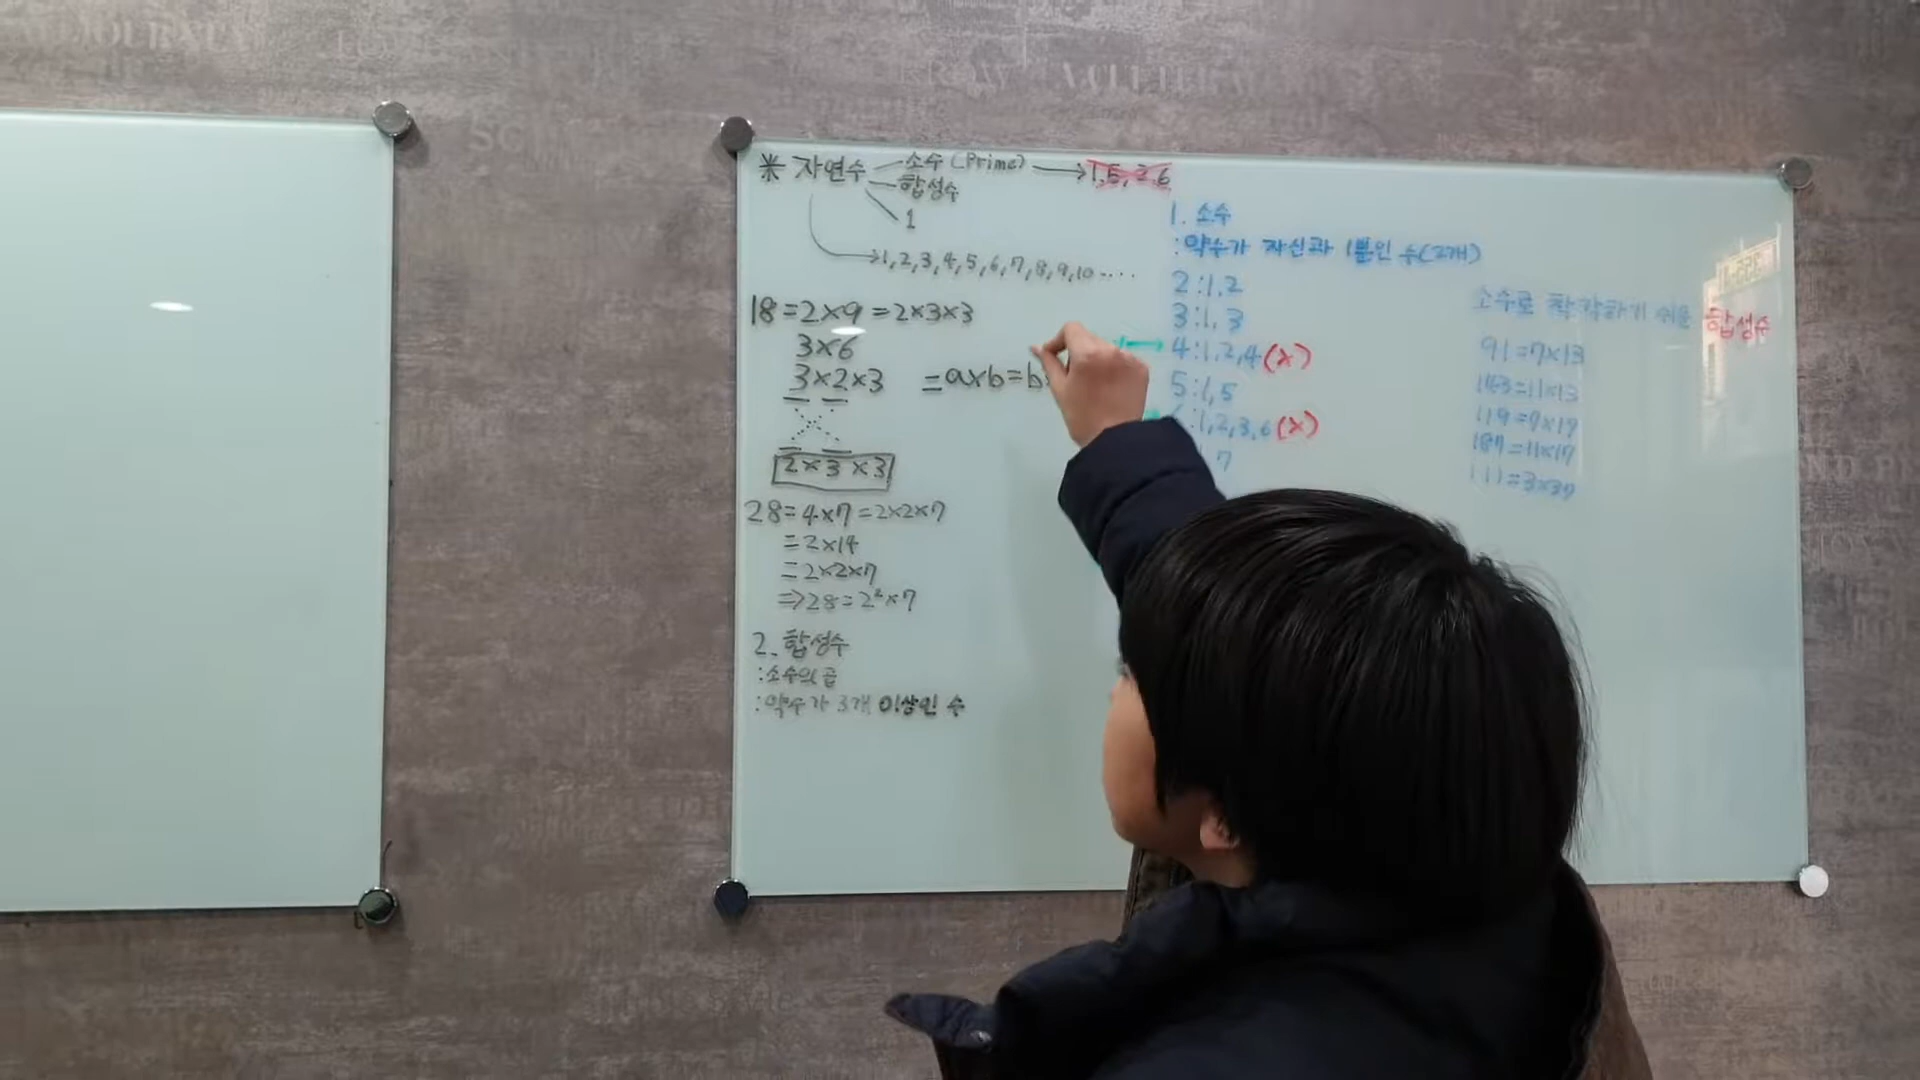 ※ 자연수 소수(Prime) → 1.5, 2.6
합성수
1
→1,2,3,4,5,6,7,8,9,10....
18=2×9=2×3×3
3×6
3×2×3 =a×b=b
2×3×3
28=4×7=2×2×7
=2×14
=2×2×7
⇒28=2²×7
2. 합성수
:소수의 곱
:약수가 3개 이상인 수
1. 소수
:약수가 자신과 1뿐인 수(2개)
2:1,2
3:1,3
4:1,2,4(×)
5:1,5
:1,2,3,6(×)
7
소수로 착각하기 쉬운 합성수
91=7×13
143=11×13
119=7×17
187=11×17
111=3×37